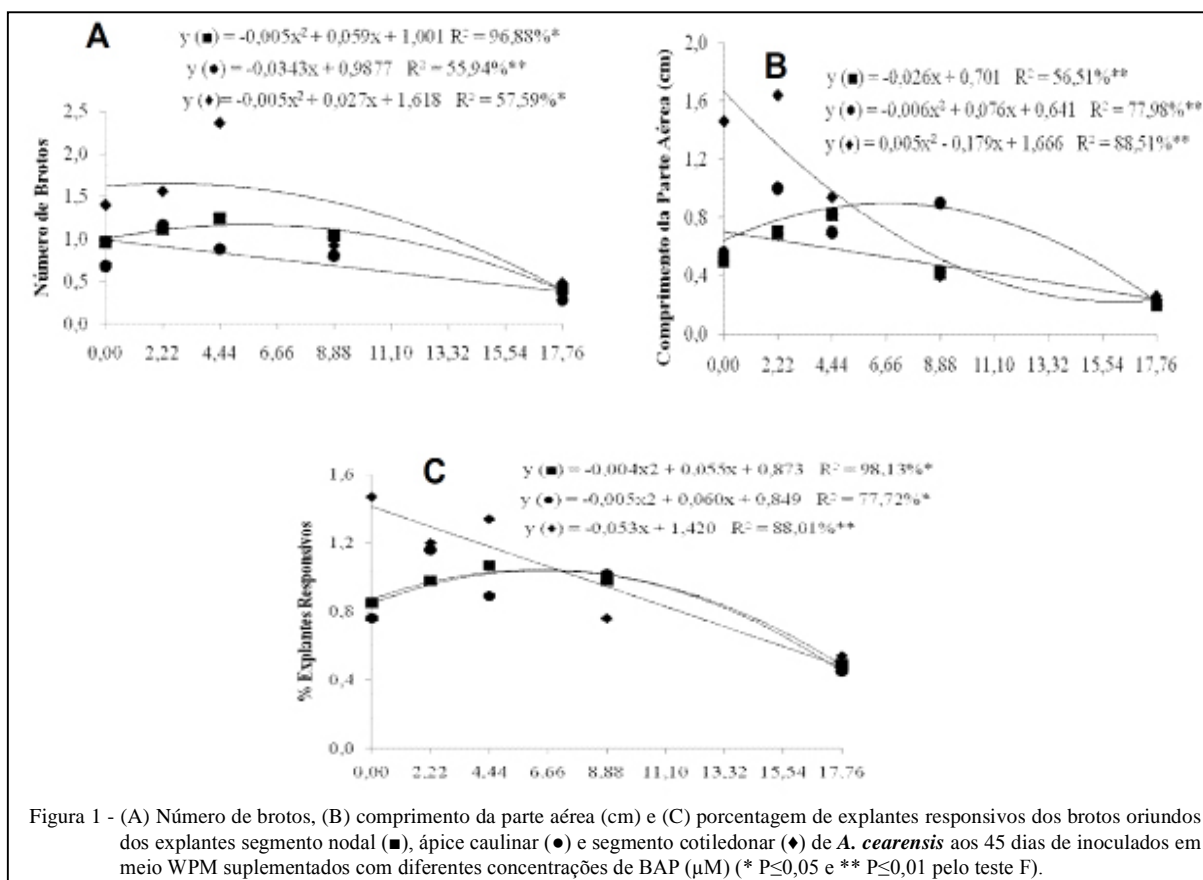 A
y (■) = -0,005x² + 0,059x + 1,001 R² = 96,88%*
y (●) = -0,0343x + 0,9877 R² = 55,94%**
y (♦)= -0,005x² + 0,027x + 1,618 R² = 57,59%*
Número de Brotos
2,5
2,0
1,5
1,0
0,5
0,0
0,00 2,22 4,44 6,66 8,88 11,10 13,32 15,54 17,76
B
y (■) = -0,026x + 0,701 R² = 56,51%**
y (●) = -0,006x² + 0,076x + 0,641 R² = 77,98%**
y (♦) = 0,005x² - 0,179x + 1,666 R² = 88,51%**
Comprimento da Parte Aérea (cm)
2,0
1,6
1,2
0,8
0,4
0,0
0,00 2,22 4,44 6,66 8,88 11,10 13,32 15,54 17,76
C
y (■) = -0,004x2 + 0,055x + 0,873 R² = 98,13%*
y (●) = -0,005x2 + 0,060x + 0,849 R² = 77,72%*
y (♦) = -0,053x + 1,420 R² = 88,01%**
% Explantes Responsivos
1,6
1,2
0,8
0,4
0,0
0,00 2,22 4,44 6,66 8,88 11,10 13,32 15,54 17,76
Figura 1 - (A) Número de brotos, (B) comprimento da parte aérea (cm) e (C) porcentagem de explantes responsivos dos brotos oriundos
dos explantes segmento nodal (■), ápice caulinar (●) e segmento cotiledonar (♦) de A. cearensis aos 45 dias de inoculados em
meio WPM suplementados com diferentes concentrações de BAP (μM) (* P≤0,05 e ** P≤0,01 pelo teste F).